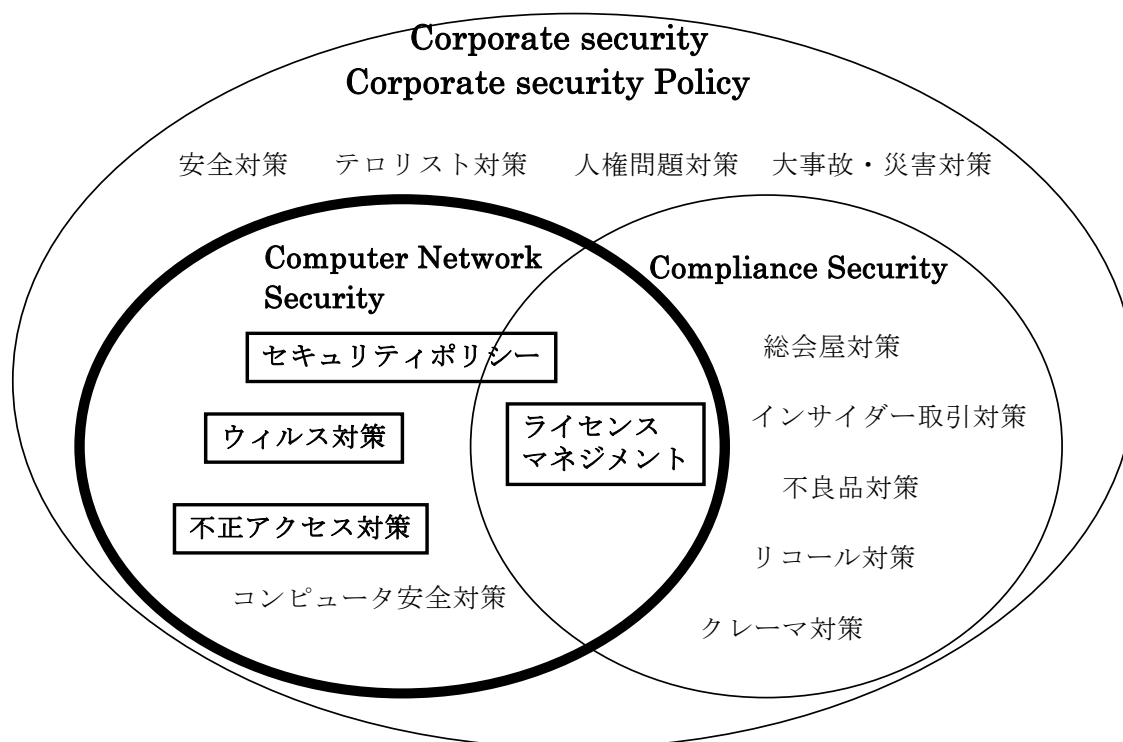 Corporate security
Corporate security Policy
安全対策 テロリスト対策 人権問題対策 大事故・災害対策
Computer Network
Security
セキュリティポリシー
ウィルス対策
不正アクセス対策
コンピュータ安全対策
ライセンス
マネジメント
Compliance Security
総会屋対策
インサイダー取引対策
不良品対策
リコール対策
クレーマ対策